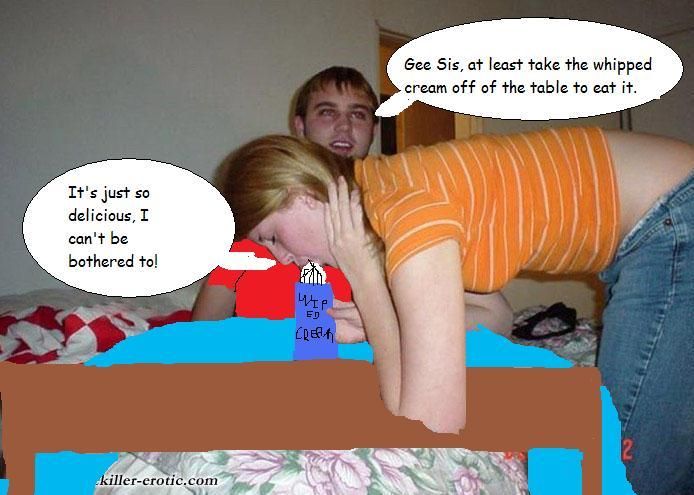 Gee Sis, at least take the whipped
cream off of the table to eat it.
It's just so
delicious, I
can't be
bothered to!
WIP
ED
CREAM
2
.killer-erotic.com